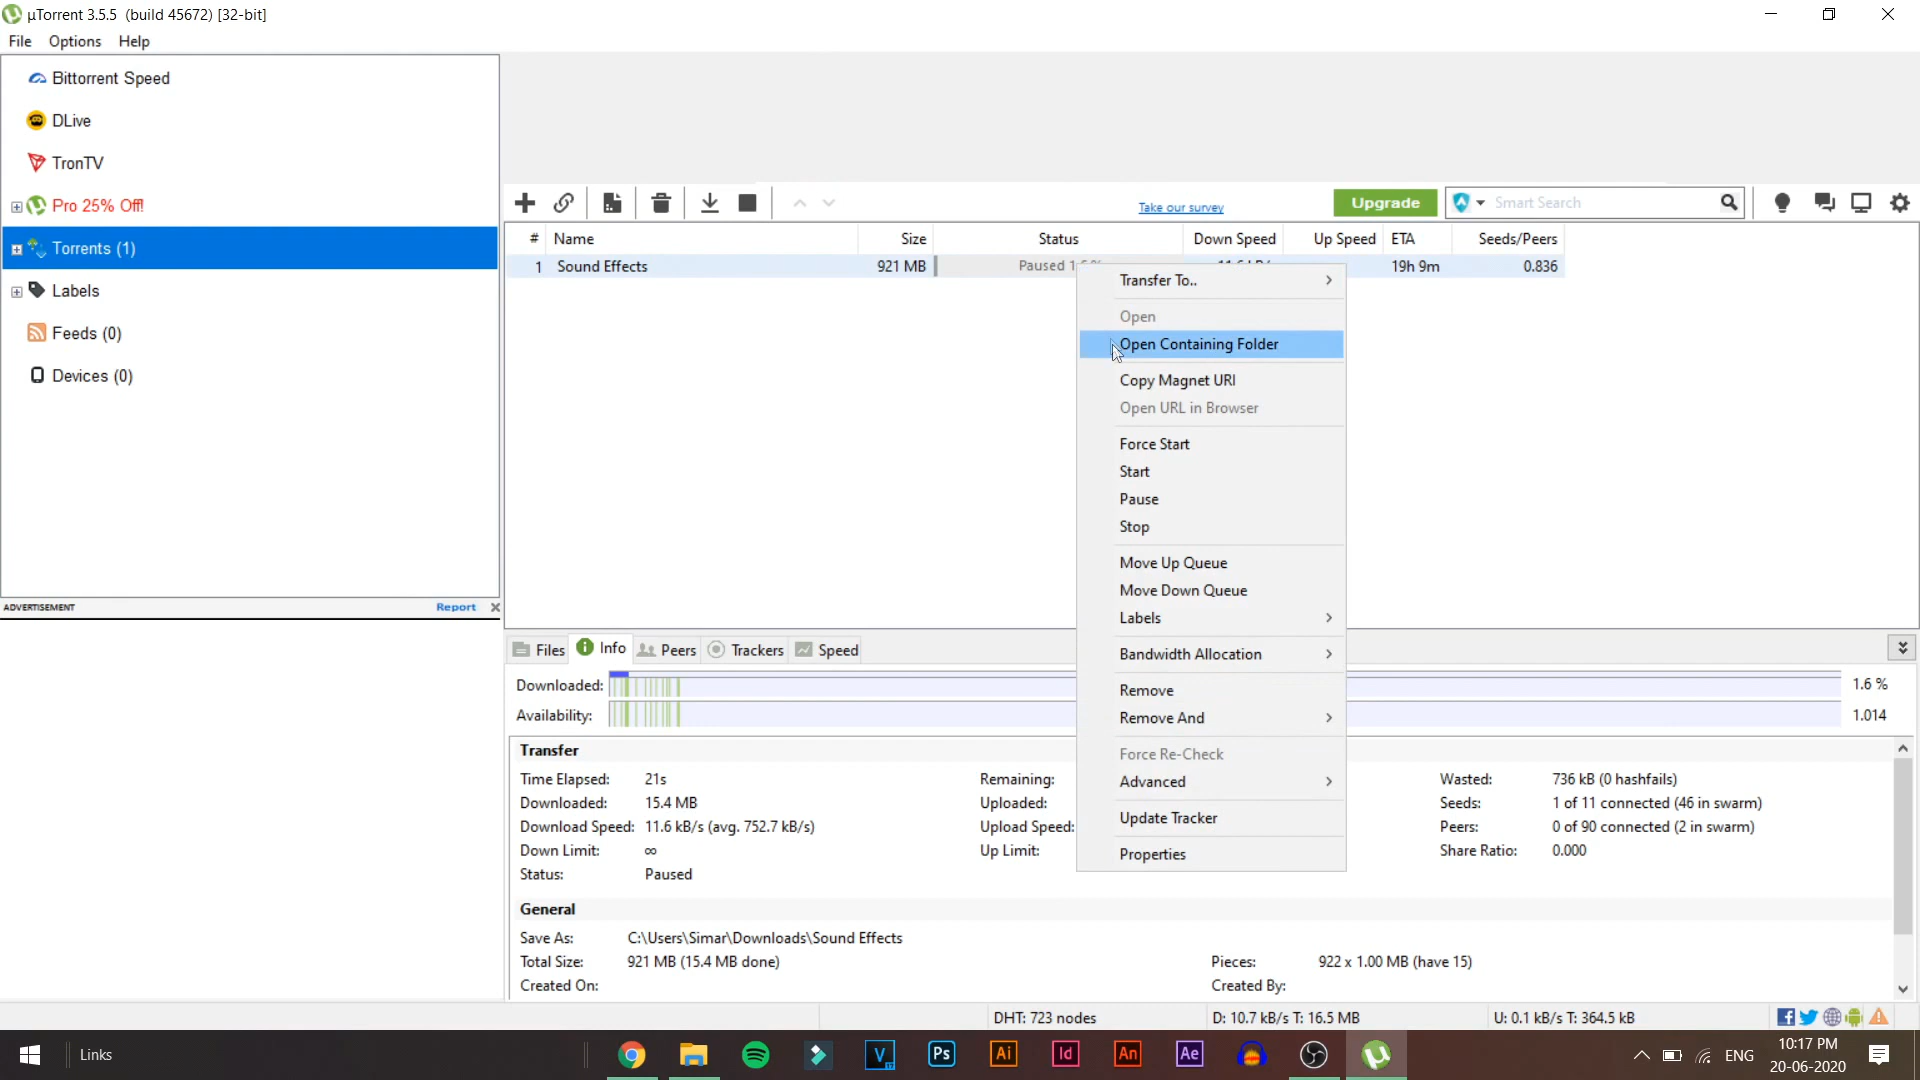 µTorrent 3.5.5 (build 45672) [32-bit]
File Options Help
Bittorrent Speed
DLive
TronTV
Pro 25% Off!
Torrents (1)
Labels
Feeds (0)
Devices (0)
ADVERTISEMENT Report
Take our survey Upgrade Smart Search
# Name Size Status Down Speed Up Speed ETA Seeds/Peers
1 Sound Effects 921 MB Paused 19h 9m 0.836
Transfer To..
Open
Open Containing Folder
Copy Magnet URI
Open URL in Browser
Force Start
Start
Pause
Stop
Move Up Queue
Move Down Queue
Labels
Bandwidth Allocation
Remove
Remove And
Force Re-Check
Advanced
Update Tracker
Properties
Files Info Peers Trackers Speed
Downloaded: 1.6 %
Availability: 1.014
Transfer
Time Elapsed: 21s Remaining: Wasted: 736 kB (0 hashfails)
Downloaded: 15.4 MB Uploaded: Seeds: 1 of 11 connected (46 in swarm)
Download Speed: 11.6 kB/s (avg. 752.7 kB/s) Upload Speed: Peers: 0 of 90 connected (2 in swarm)
Down Limit: ∞ Up Limit: Share Ratio: 0.000
Status: Paused
General
Save As: C:\Users\Simar\Downloads\Sound Effects
Total Size: 921 MB (15.4 MB done) Pieces: 922 x 1.00 MB (have 15)
Created On: Created By:
DHT: 723 nodes D: 10.7 kB/s T: 16.5 MB U: 0.1 kB/s T: 364.5 kB
Links V Ps Ai Id An Ae ENG
10:17 PM
20-06-2020